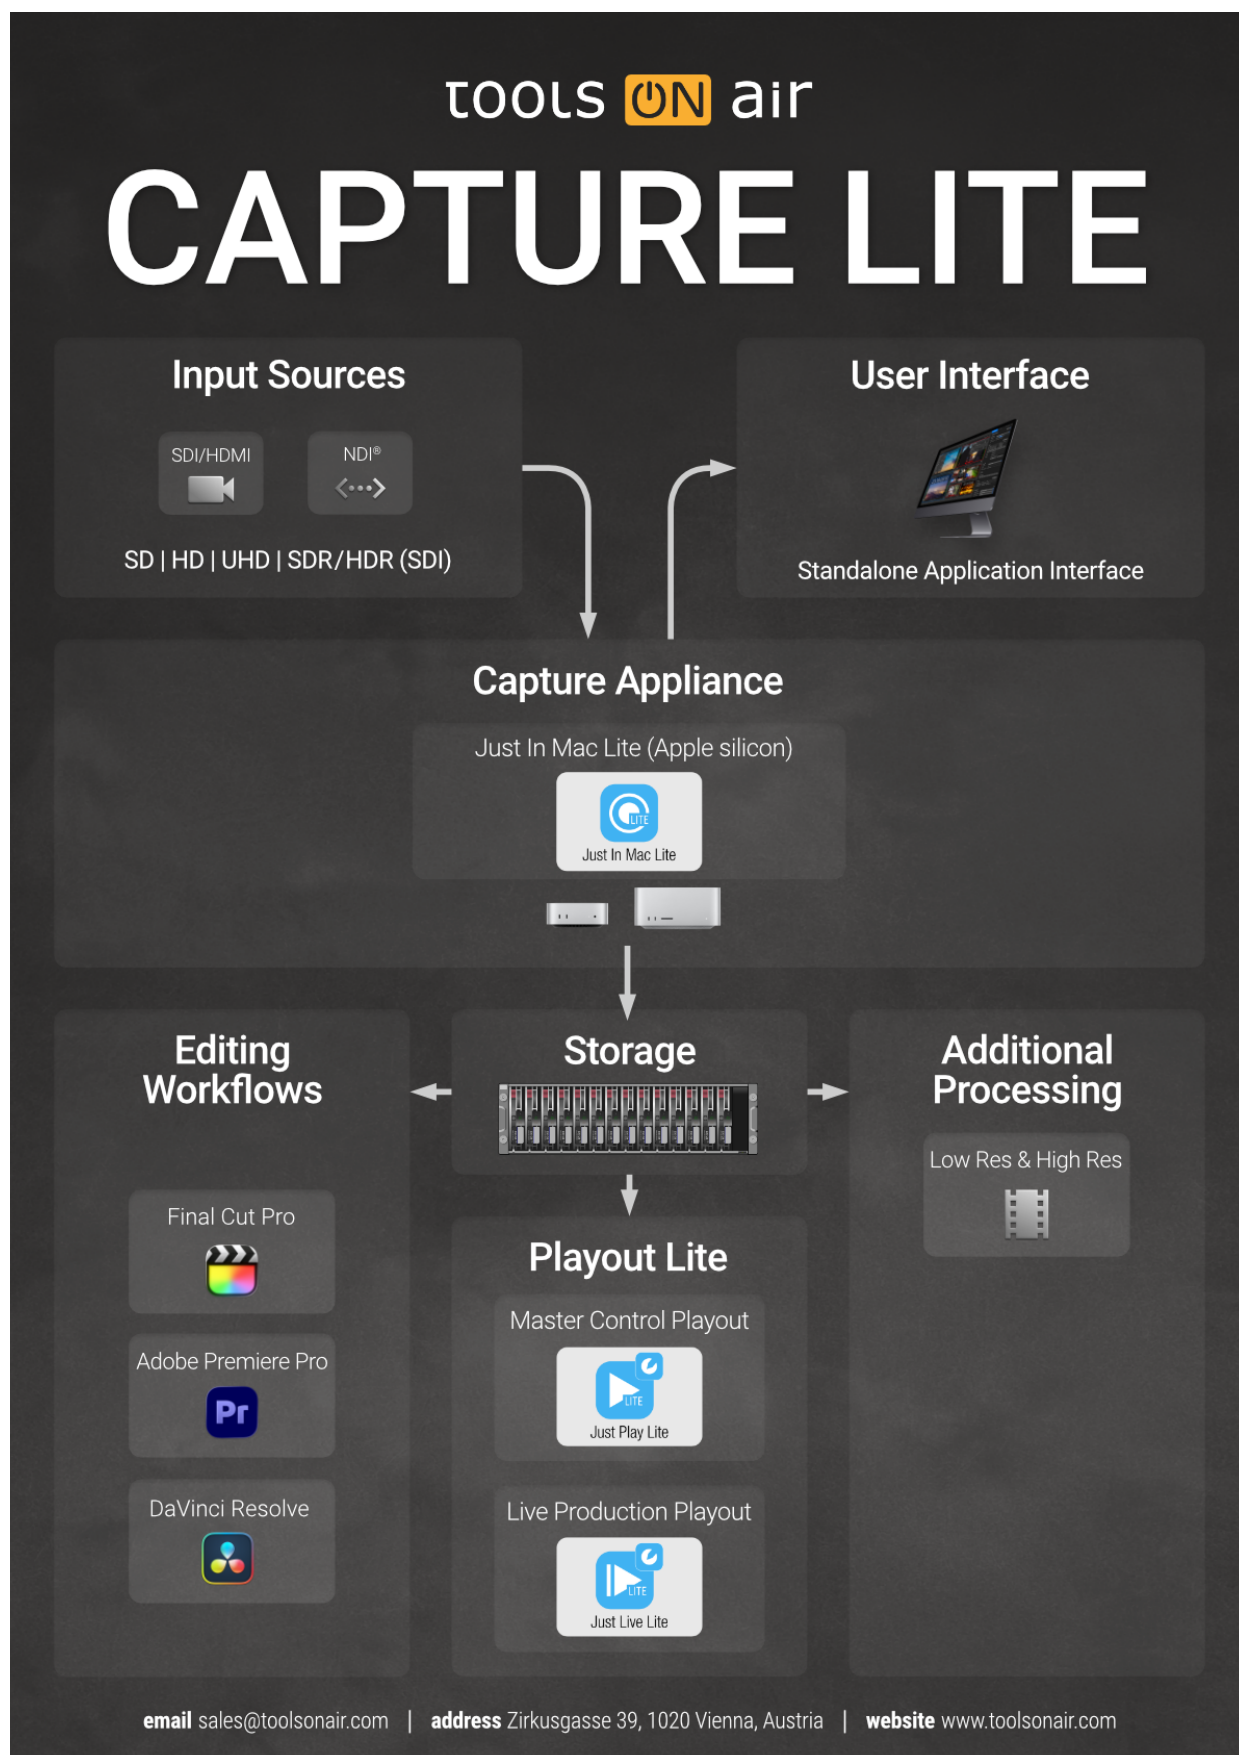 tools ON air
CAPTURE LITE
Input Sources
SDI/HDMI
NDI®
SD | HD | UHD | SDR/HDR (SDI)
User Interface
Standalone Application Interface
Capture Appliance
Just In Mac Lite (Apple silicon)
LITE
Just In Mac Lite
Editing
Workflows
Final Cut Pro
Adobe Premiere Pro
Pr
DaVinci Resolve
Storage
Playout Lite
Master Control Playout
LITE
Just Play Lite
Live Production Playout
LITE
Just Live Lite
Additional
Processing
Low Res & High Res
email sales@toolsonair.com | address Zirkusgasse 39, 1020 Vienna, Austria | website www.toolsonair.com